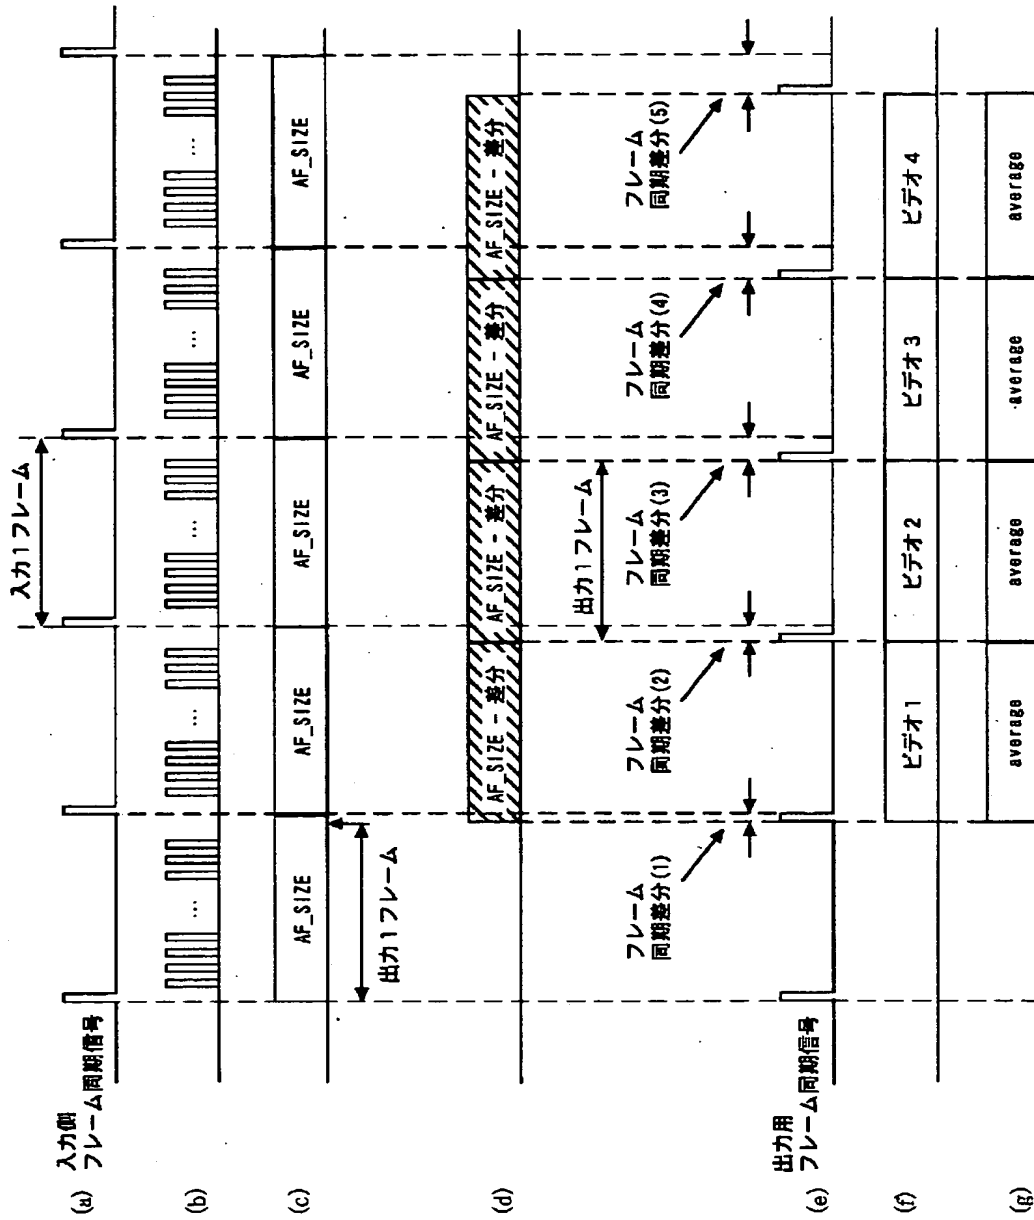 (a)
入力側
フレーム同期信号
入力1フレーム
(b)
...
...
...
...
...
(c)
AF_SIZE
AF_SIZE
AF_SIZE
AF_SIZE
AF_SIZE
出力1フレーム
(d)
AF_SIZE - 差分
AF_SIZE - 差分
AF_SIZE - 差分
AF_SIZE - 差分
出力1フレーム
フレーム
同期差分(1)
フレーム
同期差分(2)
フレーム
同期差分(3)
フレーム
同期差分(4)
フレーム
同期差分(5)
(e)
出力用
フレーム同期信号
(f)
ビデオ1
ビデオ2
ビデオ3
ビデオ4
(g)
average
average
average
average